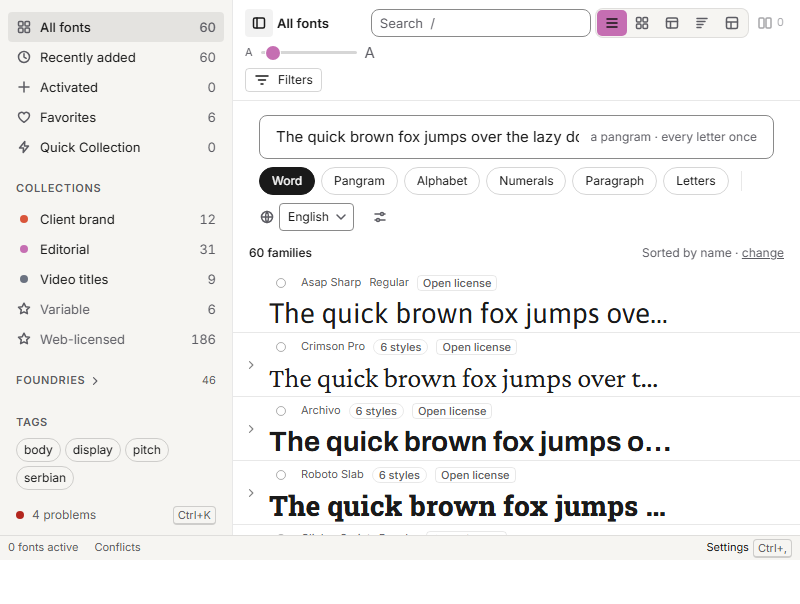 All fonts 60
Recently added 60
Activated 0
Favorites 6
Quick Collection 0
COLLECTIONS
Client brand 12
Editorial 31
Video titles 9
Variable 6
Web-licensed 186
FOUNDRIES 46
TAGS
body display pitch
serbian
4 problems Ctrl+K
All fonts Search / 0
A A
Filters
The quick brown fox jumps over the lazy do a pangram · every letter once
Word Pangram Alphabet Numerals Paragraph Letters
English
60 families Sorted by name · change
Asap Sharp Regular Open license
The quick brown fox jumps ove...
Crimson Pro 6 styles Open license
The quick brown fox jumps over t...
Archivo 6 styles Open license
The quick brown fox jumps o...
Roboto Slab 6 styles Open license
The quick brown fox jumps ...
0 fonts active Conflicts Settings Ctrl+,